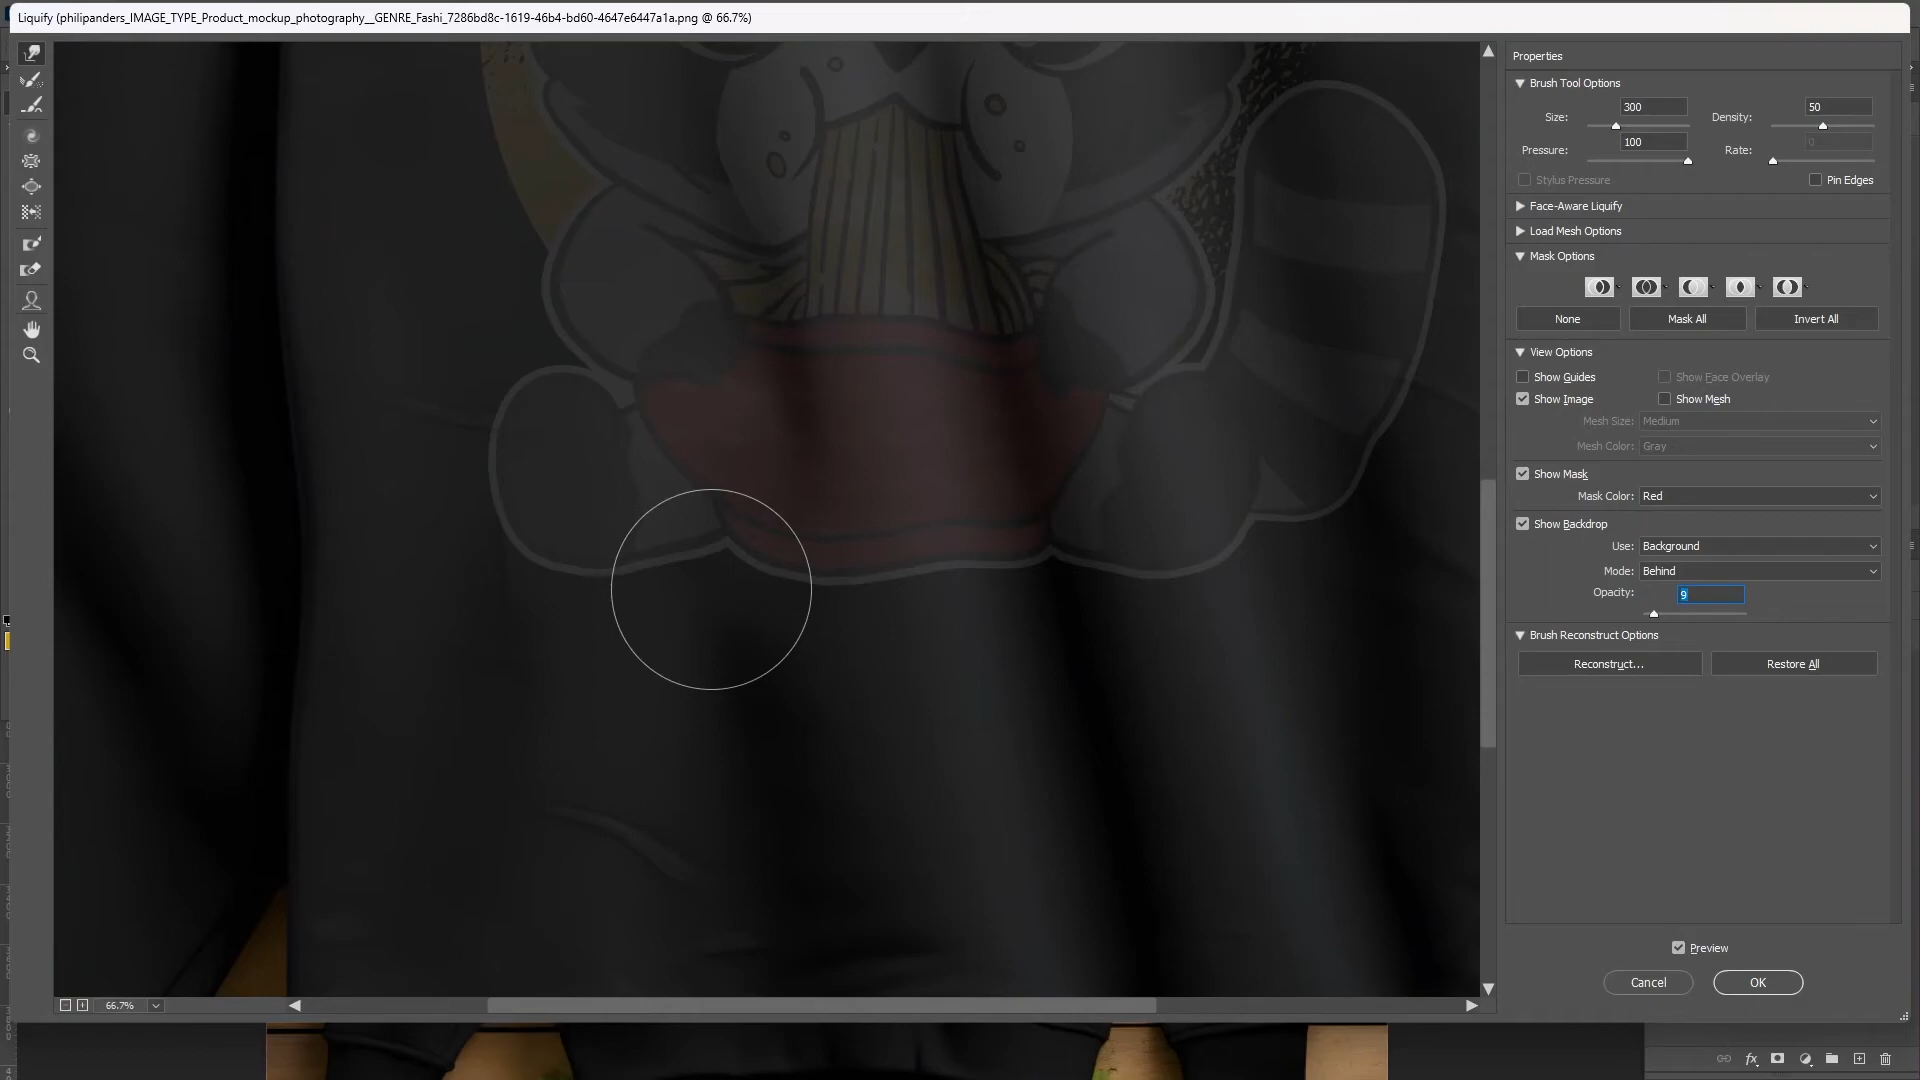 Liquify (philipanders_IMAGE_TYPE_Product_mockup_photography__GENRE_Fashi_7286bd8c-1619-46b4-bd60-4647e6447a1a.png @ 66.7%)
Properties
Brush Tool Options
Size: 300 Density: 50
Pressure: 100 Rate: 0
Stylus Pressure Pin Edges
Face-Aware Liquify
Load Mesh Options
Mask Options
None Mask All Invert All
View Options
Show Guides Show Face Overlay
Show Image Show Mesh
Mesh Size: Medium
Mesh Color: Gray
Show Mask
Mask Color: Red
Show Backdrop
Use: Background
Mode: Behind
Opacity: 9
Brush Reconstruct Options
Reconstruct... Restore All
Preview
Cancel OK
66.7%
fx